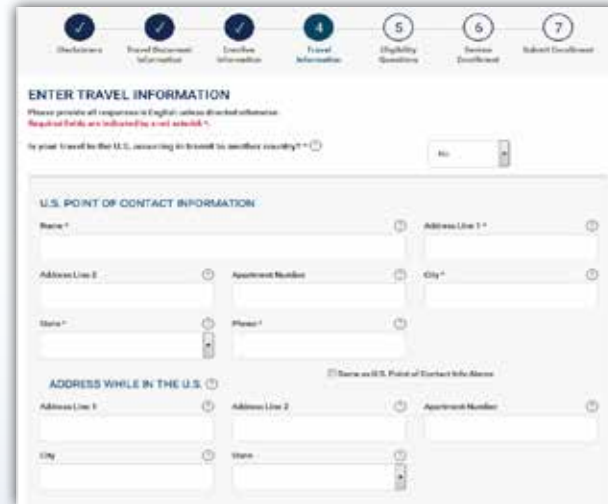 4 5 6 7
Disclaimers Travel Document Information Enrollee Information Travel Information Eligibility Questions Service Enrollment Submit Enrollment
ENTER TRAVEL INFORMATION
Please provide all responses in English unless directed otherwise.
Required fields are indicated by a red asterisk *.
Is your travel to the U.S. occurring in transit to another country? * ?
No
U.S. POINT OF CONTACT INFORMATION
Name * ? Address Line 1 * ?
Address Line 2 ? Apartment Number ? City * ?
State * ? Phone * ?
Same as U.S. Point of Contact Info Above
ADDRESS WHILE IN THE U.S. ?
Address Line 1 ? Address Line 2 ? Apartment Number ?
City ? State ?